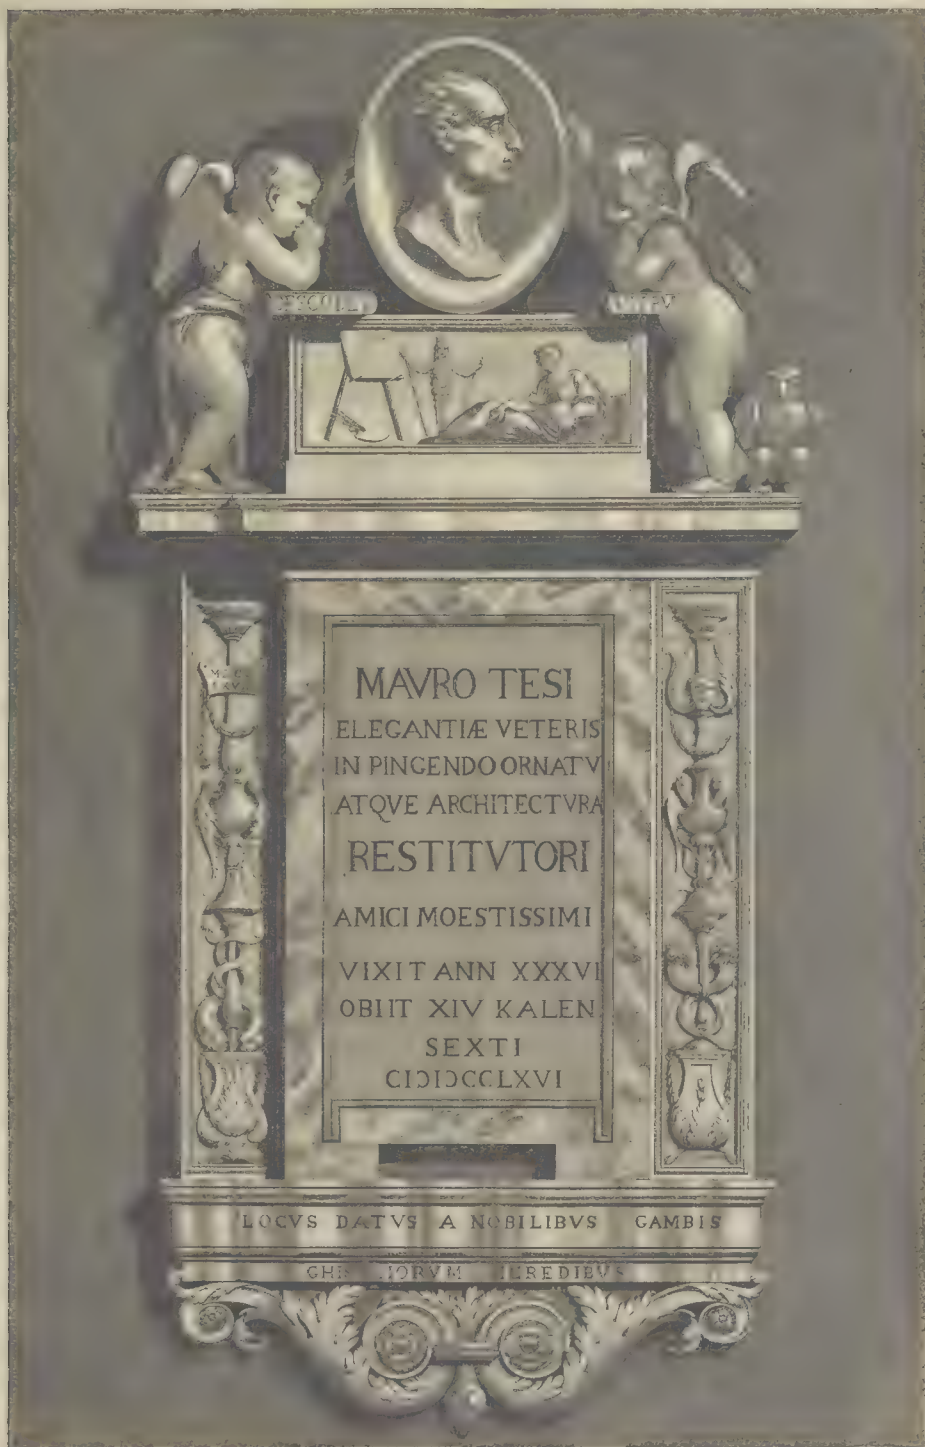 MAVRO TESI
ELEGANTIÆ VETERIS
IN PINGENDO ORNATV
ATQVE ARCHITECTVRA
RESTITVTORI
AMICI MOESTISSIMI
VIXIT ANN XXXVI
OBIIT XIV KALEN
SEXTI
CIƆIƆCCLXVI
LOCVS DATVS A NOBILIBVS GAMBIS